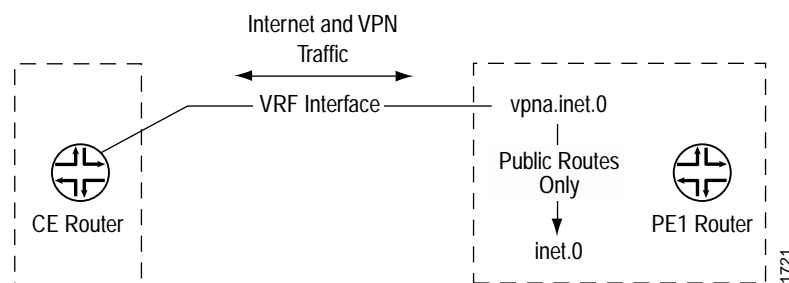 Internet and VPN
Traffic
VRF Interface
vpna.inet.0
Public Routes
Only
CE Router
PE1 Router
inet.0
1721